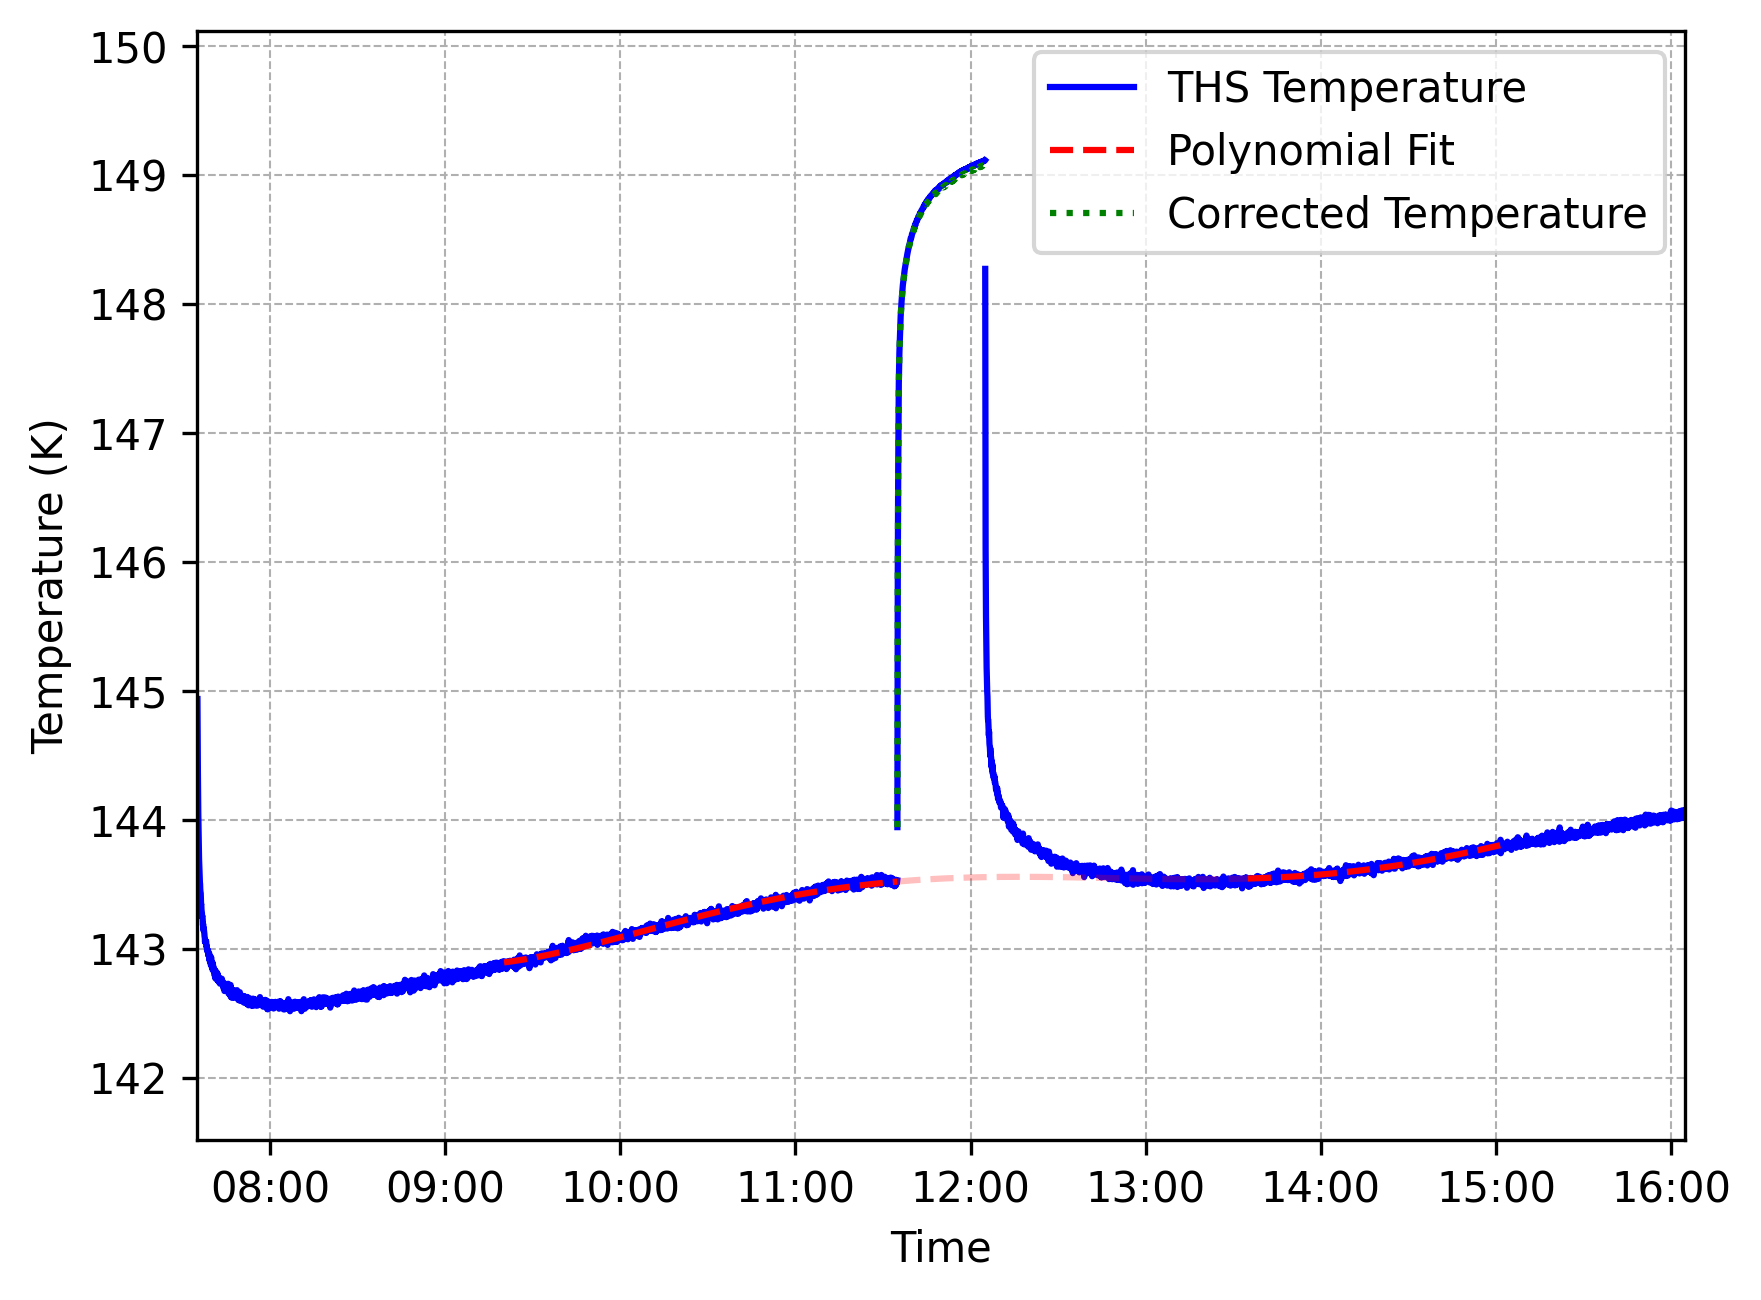 150
149
148
147
146
145
144
143
142
Temperature (K)
THS Temperature
Polynomial Fit
Corrected Temperature
08:00 09:00 10:00 11:00 12:00 13:00 14:00 15:00 16:00
Time